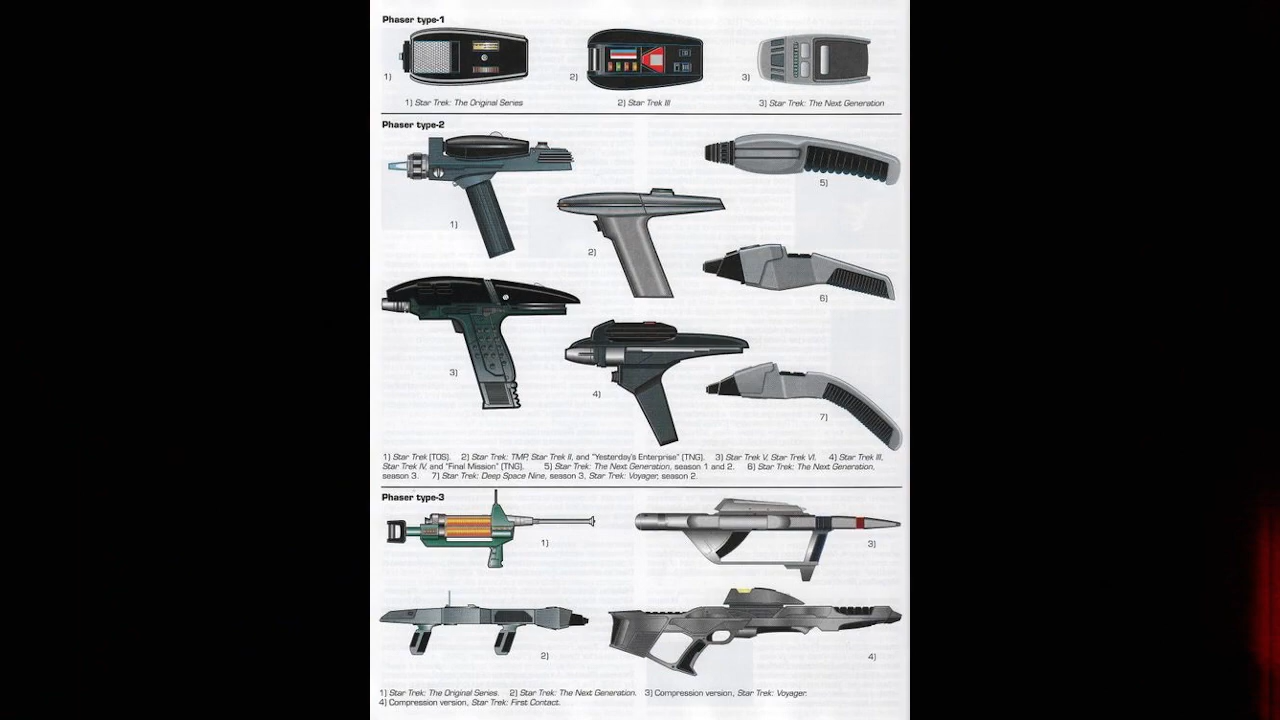 Phaser type-1
1) 2) 3)
1) Star Trek: The Original Series 2) Star Trek III 3) Star Trek: The Next Generation
Phaser type-2
5)
1)
2)
6)
3)
4)
7)
1) Star Trek (TOS). 2) Star Trek: TMP, Star Trek II, and "Yesterday's Enterprise" (TNG). 3) Star Trek V, Star Trek VI. 4) Star Trek III,
Star Trek IV, and "Final Mission" (TNG). 5) Star Trek: The Next Generation, season 1 and 2. 6) Star Trek: The Next Generation,
season 3. 7) Star Trek: Deep Space Nine, season 3, Star Trek: Voyager, season 2.
Phaser type-3
1) 3)
2) 4)
1) Star Trek: The Original Series. 2) Star Trek: The Next Generation. 3) Compression version, Star Trek: Voyager.
4) Compression version, Star Trek: First Contact.